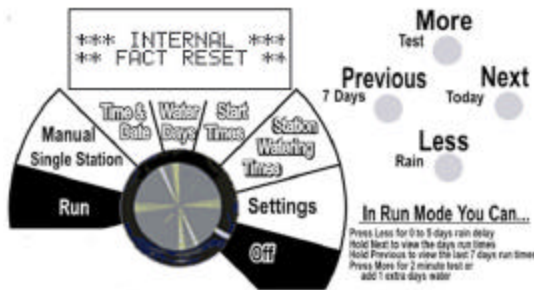 *** INTERNAL ***
** FACT RESET **
More
Test
Previous
7 Days
Next
Today
Less
Rain
Time &
Date
Water
Days
Start
Times
Station
Watering
Times
Manual
Single Station
Run
Settings
Off
In Run Mode You Can...
Press Less for 0 to 9 days rain delay
Hold Next to view the days run times
Hold Previous to view the last 7 days run times
Press More for 2 minute test or
add 1 extra days water